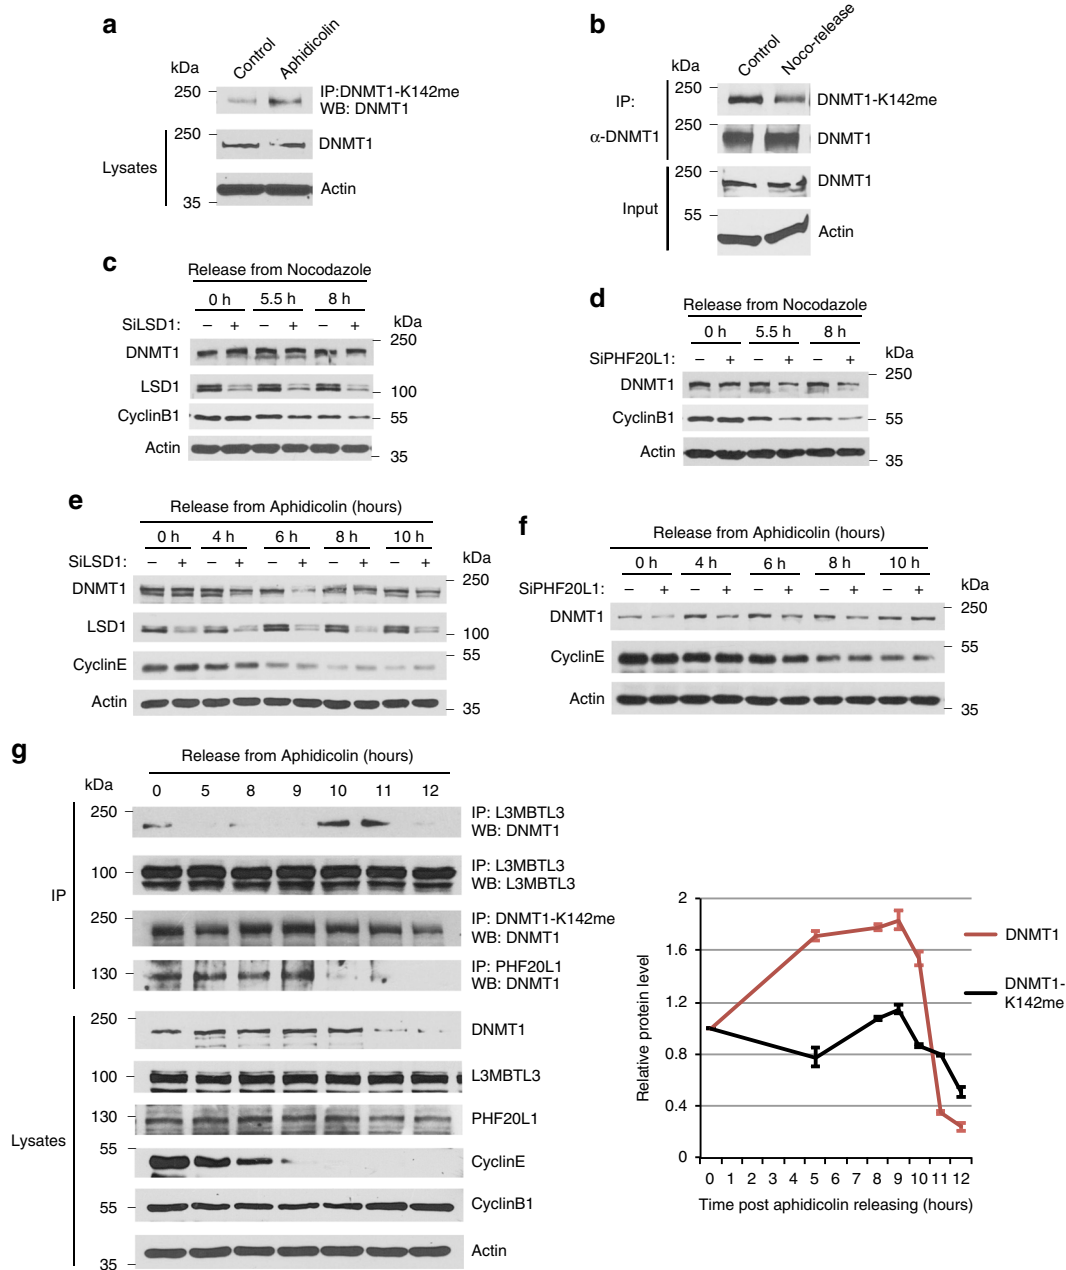 a
kDa
Control
Aphidicolin
250
IP:DNMT1-K142me
WB: DNMT1
250
DNMT1
Lysates
Actin
35
b
kDa
Control
Noco-release
250
IP:
DNMT1-K142me
250
α-DNMT1
DNMT1
250
DNMT1
Input
55
Actin
c
Release from Nocodazole
0 h 5.5 h 8 h
SiLSD1: – + – + – + kDa
250
DNMT1
LSD1
100
CyclinB1
55
Actin
35
d
Release from Nocodazole
0 h 5.5 h 8 h
SiPHF20L1: – + – + – + kDa
250
DNMT1
CyclinB1
55
Actin
35
e
Release from Aphidicolin (hours)
0 h 4 h 6 h 8 h 10 h
SiLSD1: – + – + – + – + – + kDa
250
DNMT1
LSD1
100
55
CyclinE
Actin
35
f
Release from Aphidicolin (hours)
0 h 4 h 6 h 8 h 10 h
SiPHF20L1: – + – + – + – + – + kDa
250
DNMT1
55
CyclinE
Actin
35
g
Release from Aphidicolin (hours)
kDa
0 5 8 9 10 11 12
250
IP: L3MBTL3
WB: DNMT1
100
IP: L3MBTL3
WB: L3MBTL3
IP
250
IP: DNMT1-K142me
WB: DNMT1
130
IP: PHF20L1
WB: DNMT1
250
DNMT1
100
L3MBTL3
130
PHF20L1
Lysates
55
CyclinE
55
CyclinB1
Actin
35
Relative protein level
2
1.6
1.2
0.8
0.4
0
0 1 2 3 4 5 6 7 8 9 10 11 12
Time post aphidicolin releasing (hours)
DNMT1
DNMT1-
K142me